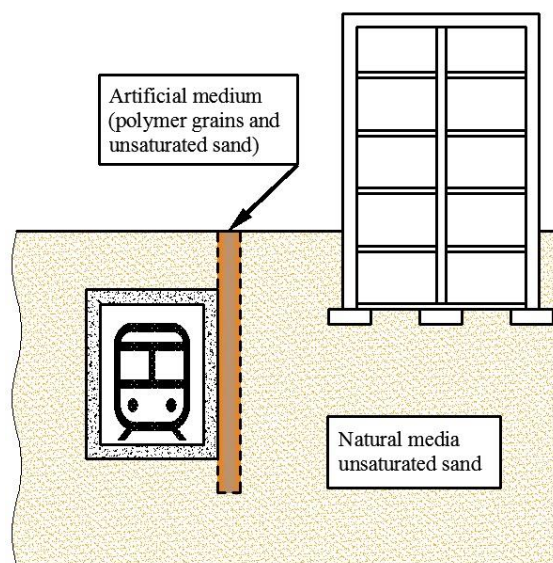 Artificial medium
(polymer grains and
unsaturated sand)
Natural media
unsaturated sand